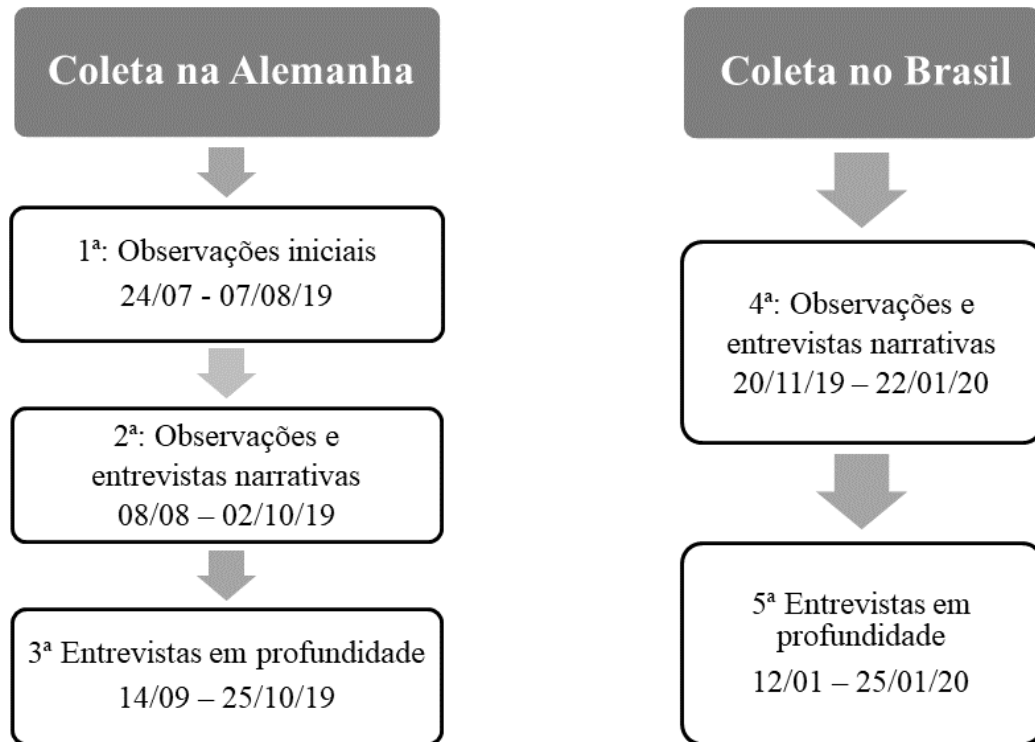 Coleta na Alemanha
1ª: Observações iniciais
24/07 - 07/08/19
2ª: Observações e
entrevistas narrativas
08/08 – 02/10/19
3ª Entrevistas em profundidade
14/09 – 25/10/19
Coleta no Brasil
4ª: Observações e
entrevistas narrativas
20/11/19 – 22/01/20
5ª Entrevistas em
profundidade
12/01 – 25/01/20